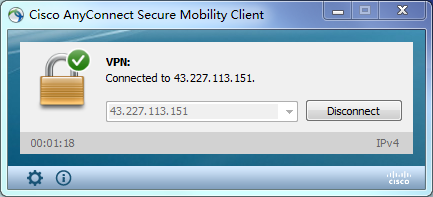 Cisco AnyConnect Secure Mobility Client
VPN:
Connected to 43.227.113.151.
43.227.113.151
Disconnect
00:01:18
IPv4
CISCO